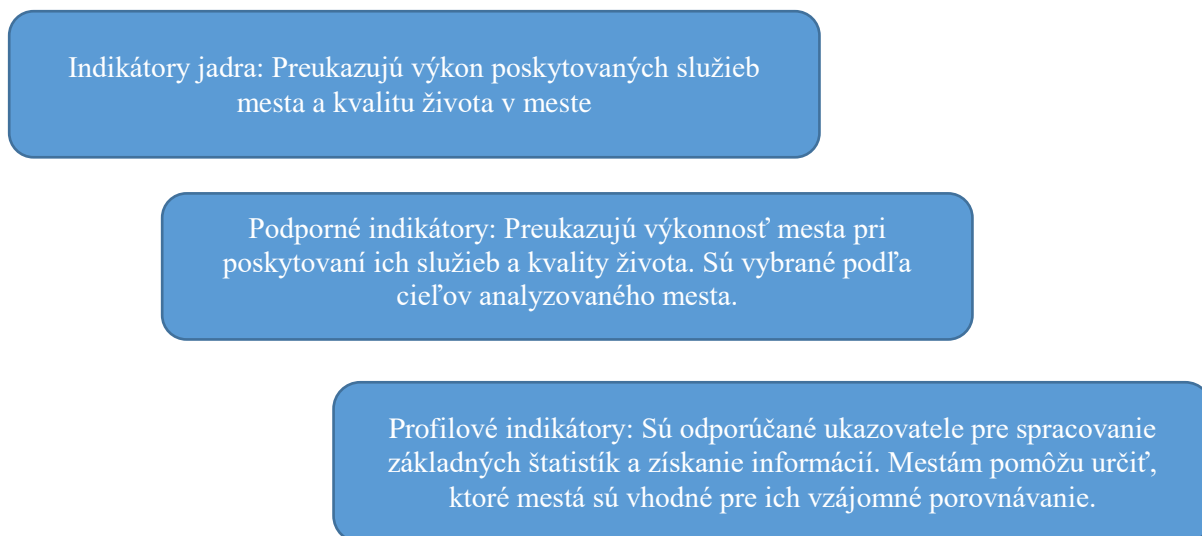 Indikátory jadra: Preukazujú výkon poskytovaných služieb
mesta a kvalitu života v meste
Podporné indikátory: Preukazujú výkonnosť mesta pri
poskytovaní ich služieb a kvality života. Sú vybrané podľa
cieľov analyzovaného mesta.
Profilové indikátory: Sú odporúčané ukazovatele pre spracovanie
základných štatistík a získanie informácií. Mestám pomôžu určiť,
ktoré mestá sú vhodné pre ich vzájomné porovnávanie.